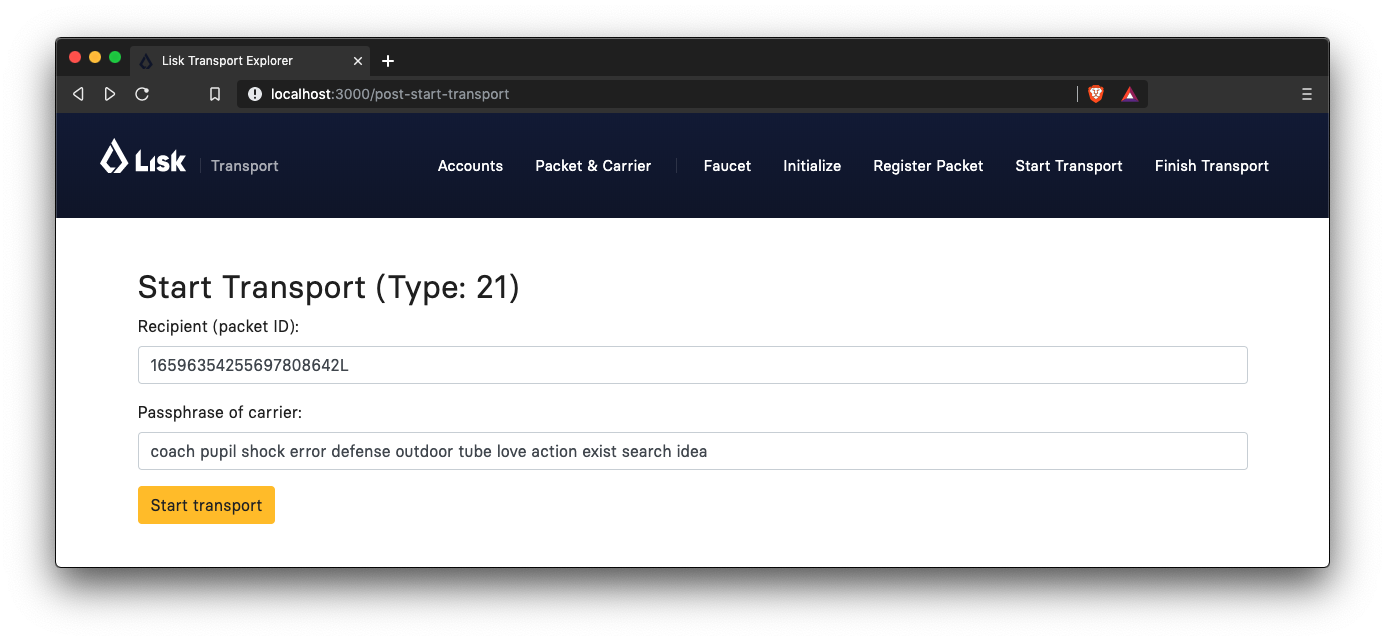 Lisk Transport Explorer
localhost:3000/post-start-transport
Lisk Transport Accounts Packet & Carrier Faucet Initialize Register Packet Start Transport Finish Transport
Start Transport (Type: 21)
Recipient (packet ID):
16596354255697808642L
Passphrase of carrier:
coach pupil shock error defense outdoor tube love action exist search idea
Start transport